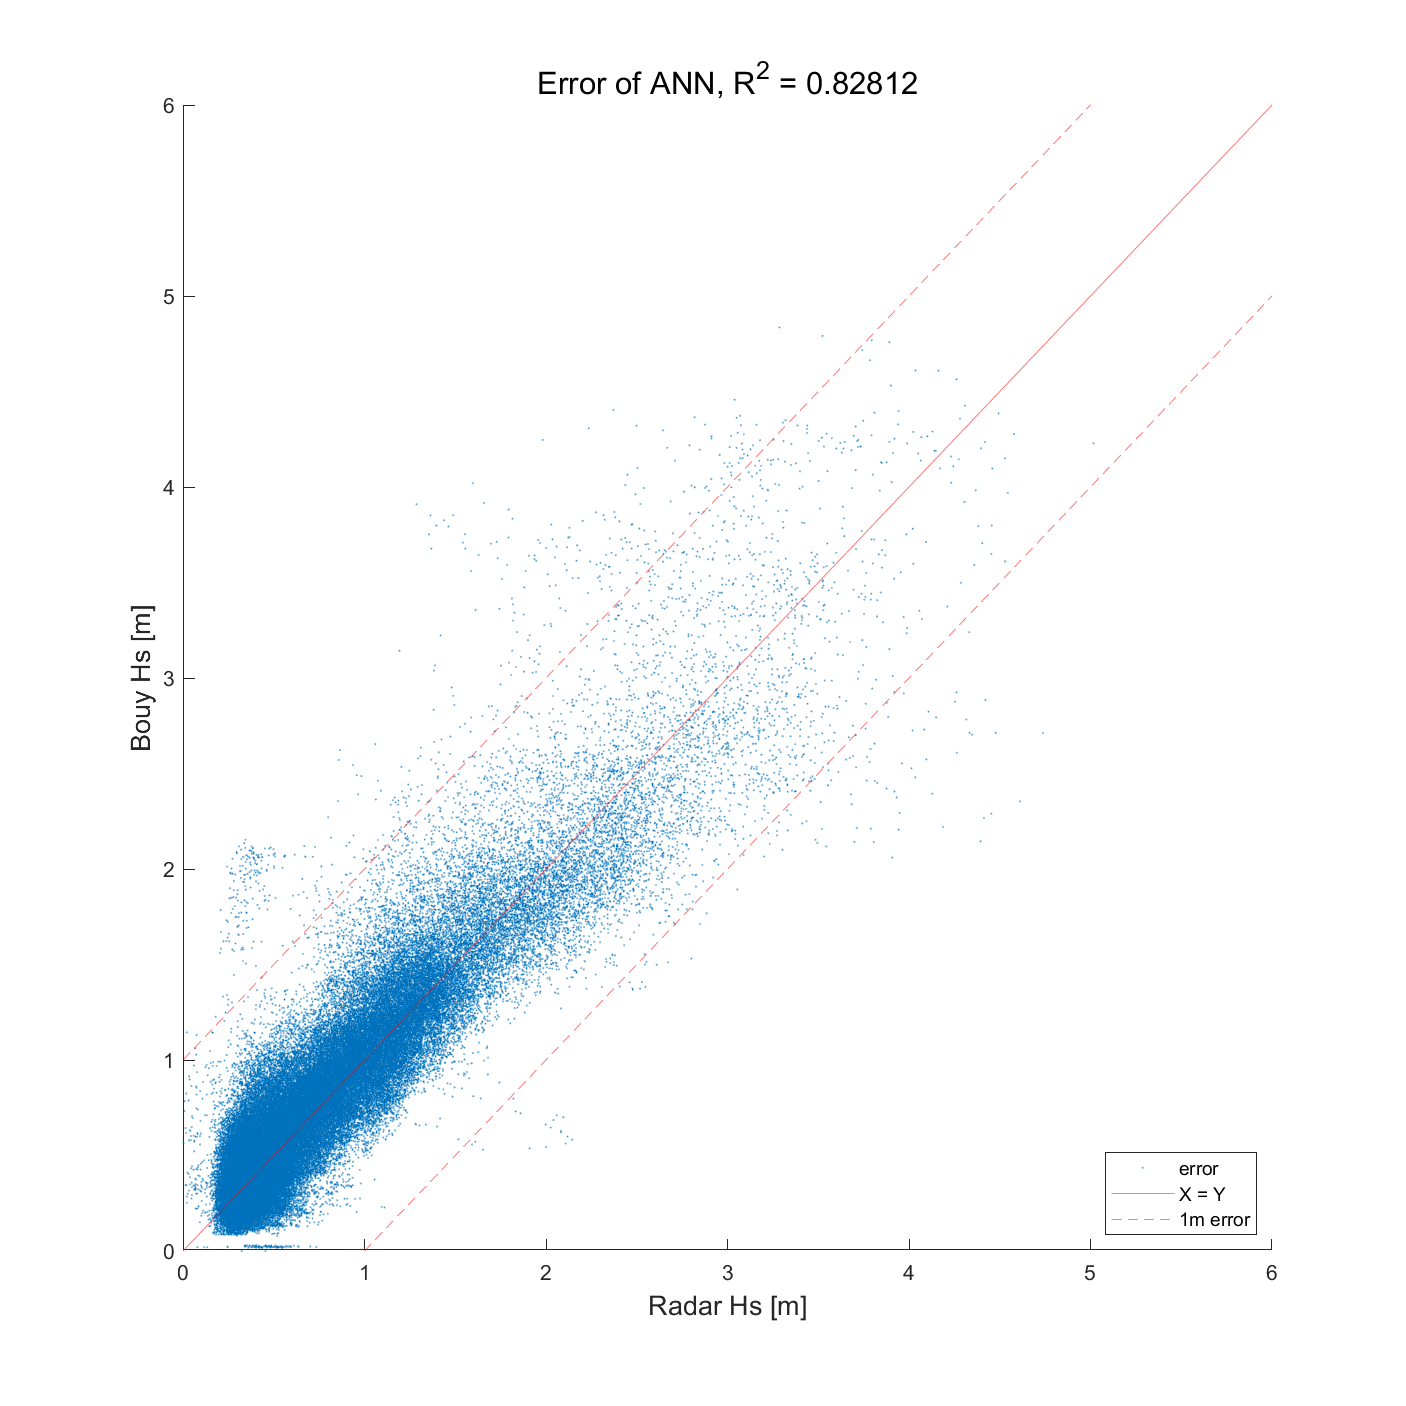 Error of ANN, R² = 0.82812
6
5
4
3
2
1
0
Bouy Hs [m]
0 1 2 3 4 5 6
Radar Hs [m]
error
X = Y
1m error